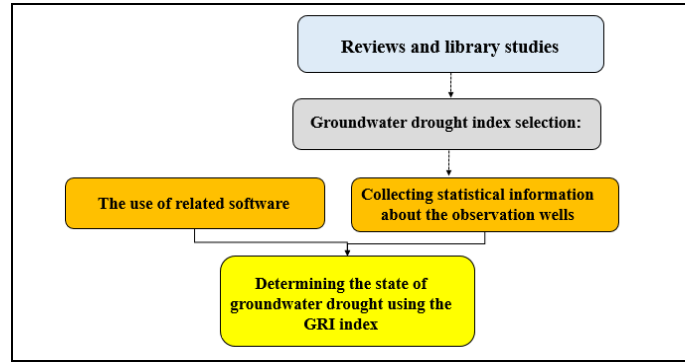 Reviews and library studies
Groundwater drought index selection:
The use of related software
Collecting statistical information
about the observation wells
Determining the state of
groundwater drought using the
GRI index